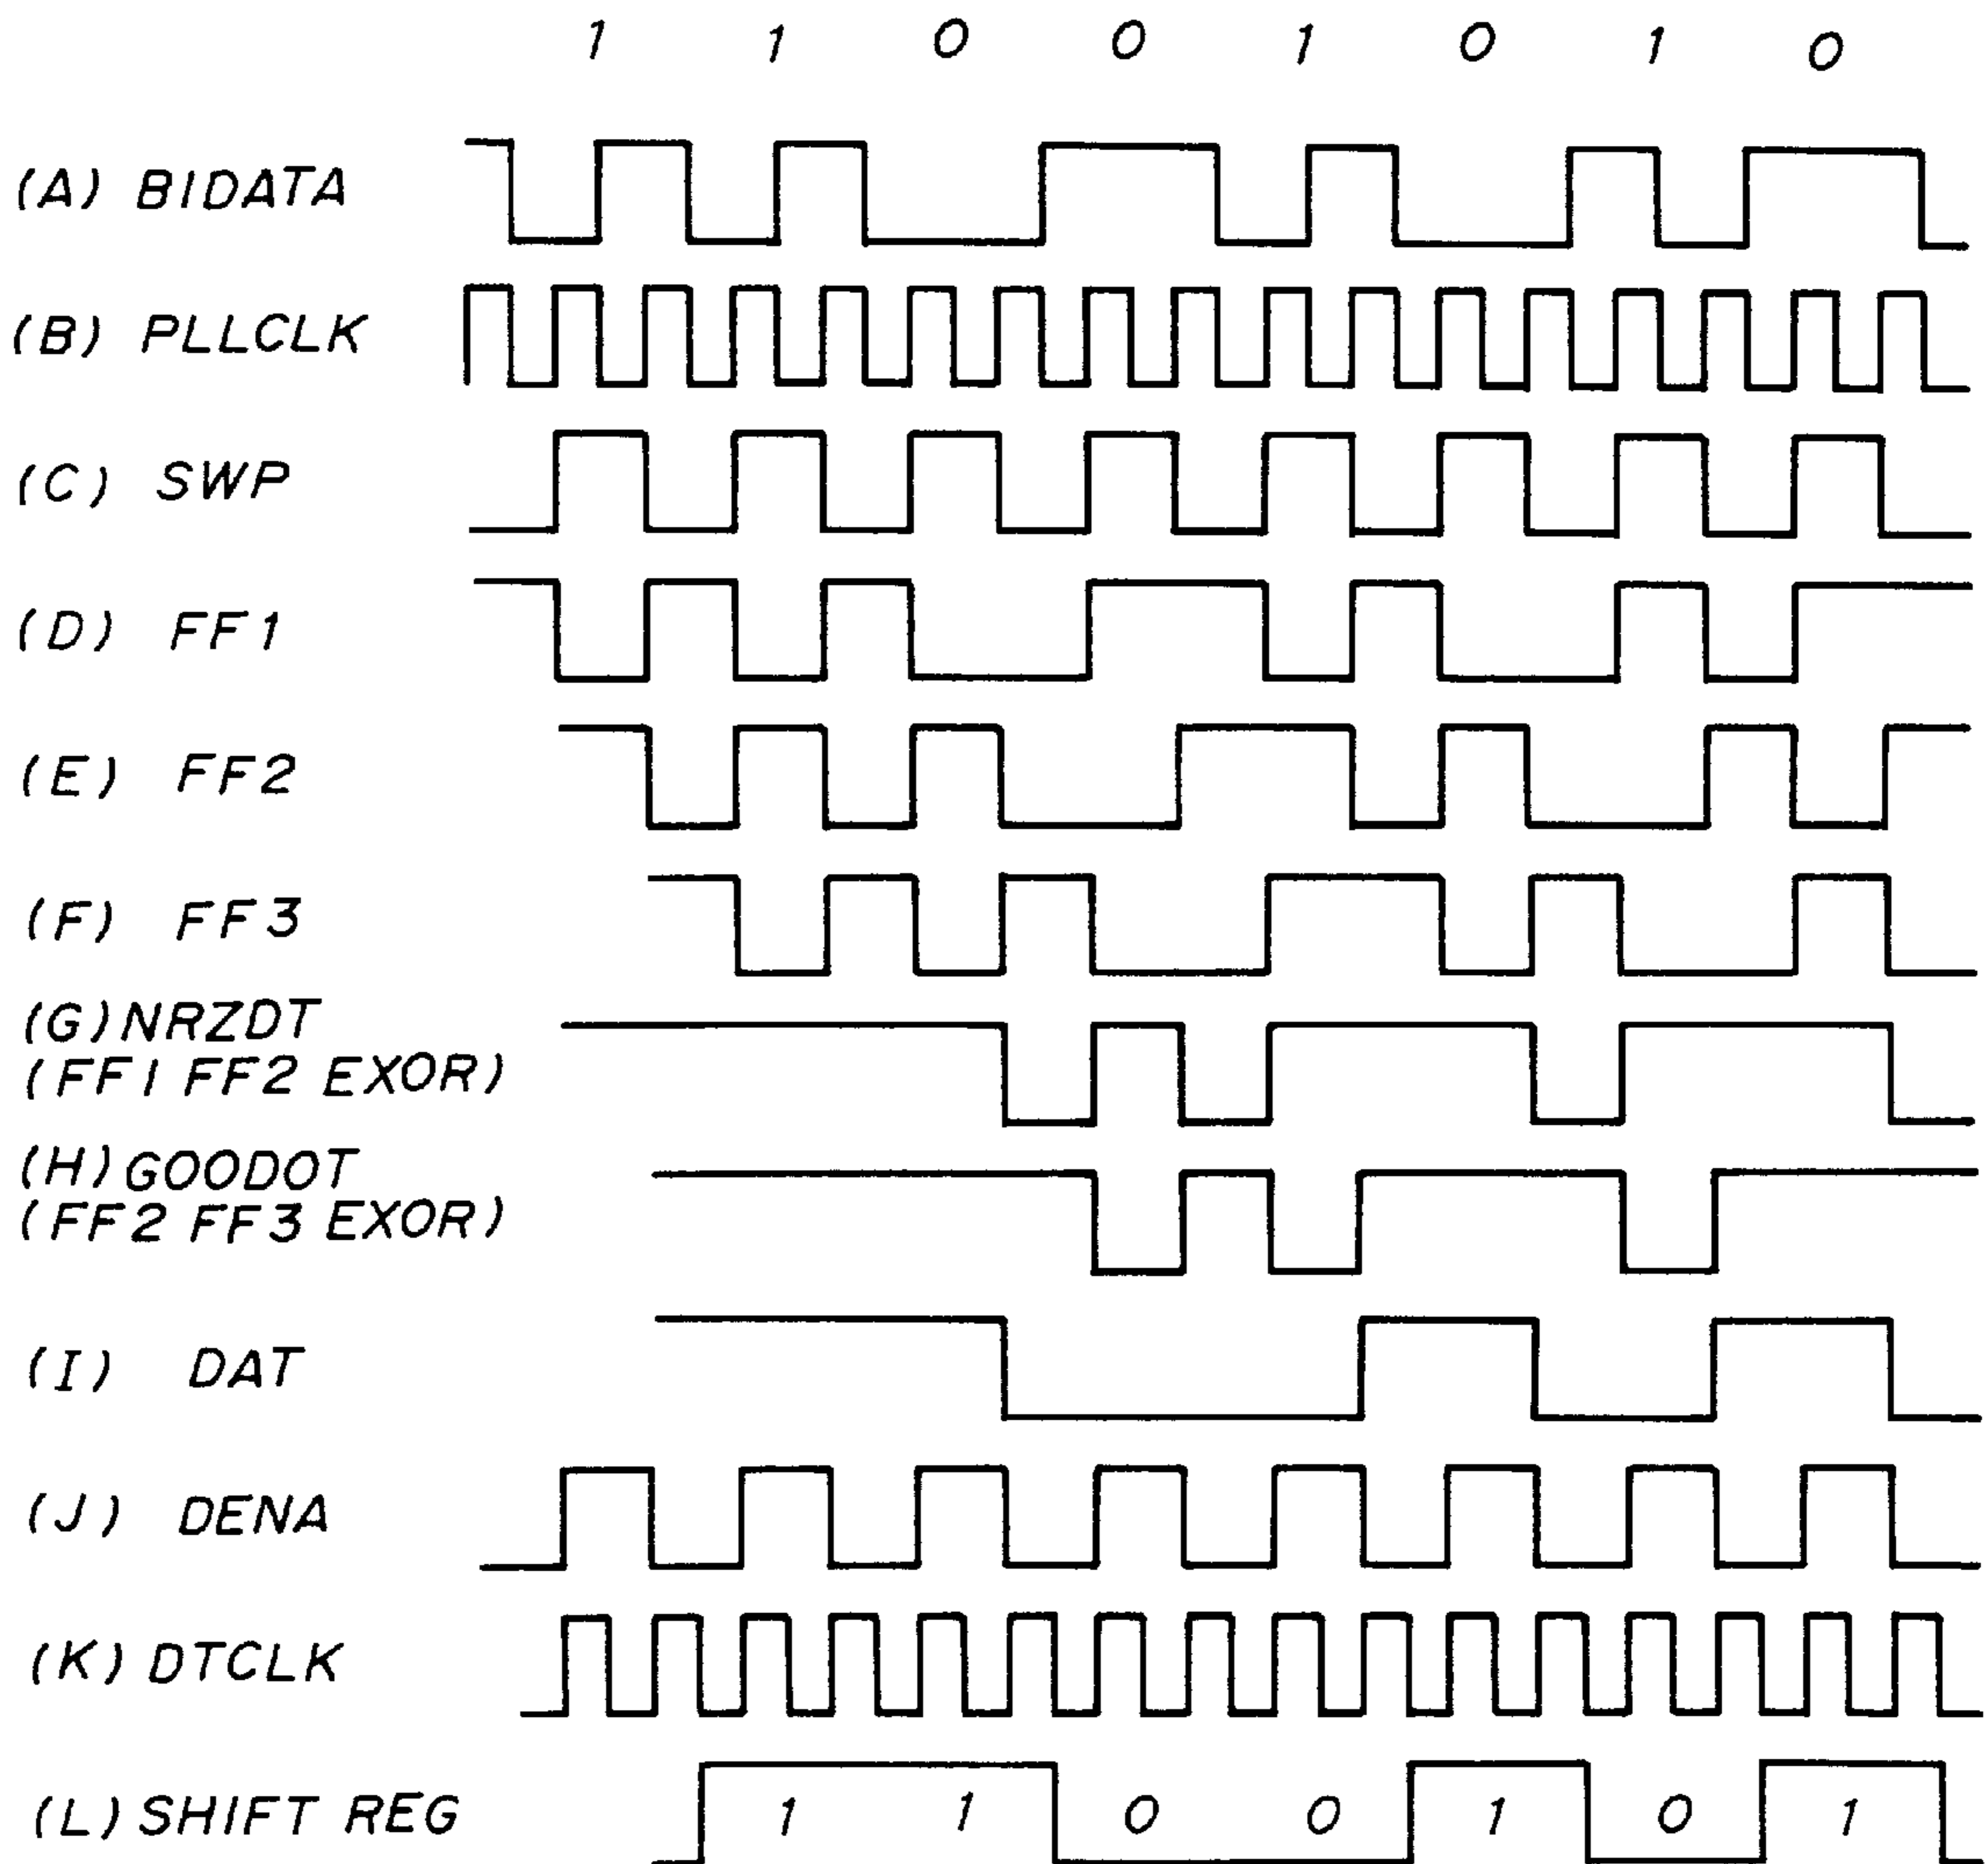 1 1 0 0 1 0 1 0
(A) BIDATA
(B) PLLCLK
(C) SWP
(D) FF1
(E) FF2
(F) FF3
(G) NRZDT
(FF1 FF2 EXOR)
(H) GOODOT
(FF2 FF3 EXOR)
(I) DAT
(J) DENA
(K) DTCLK
(L) SHIFT REG 1 1 0 0 1 0 1